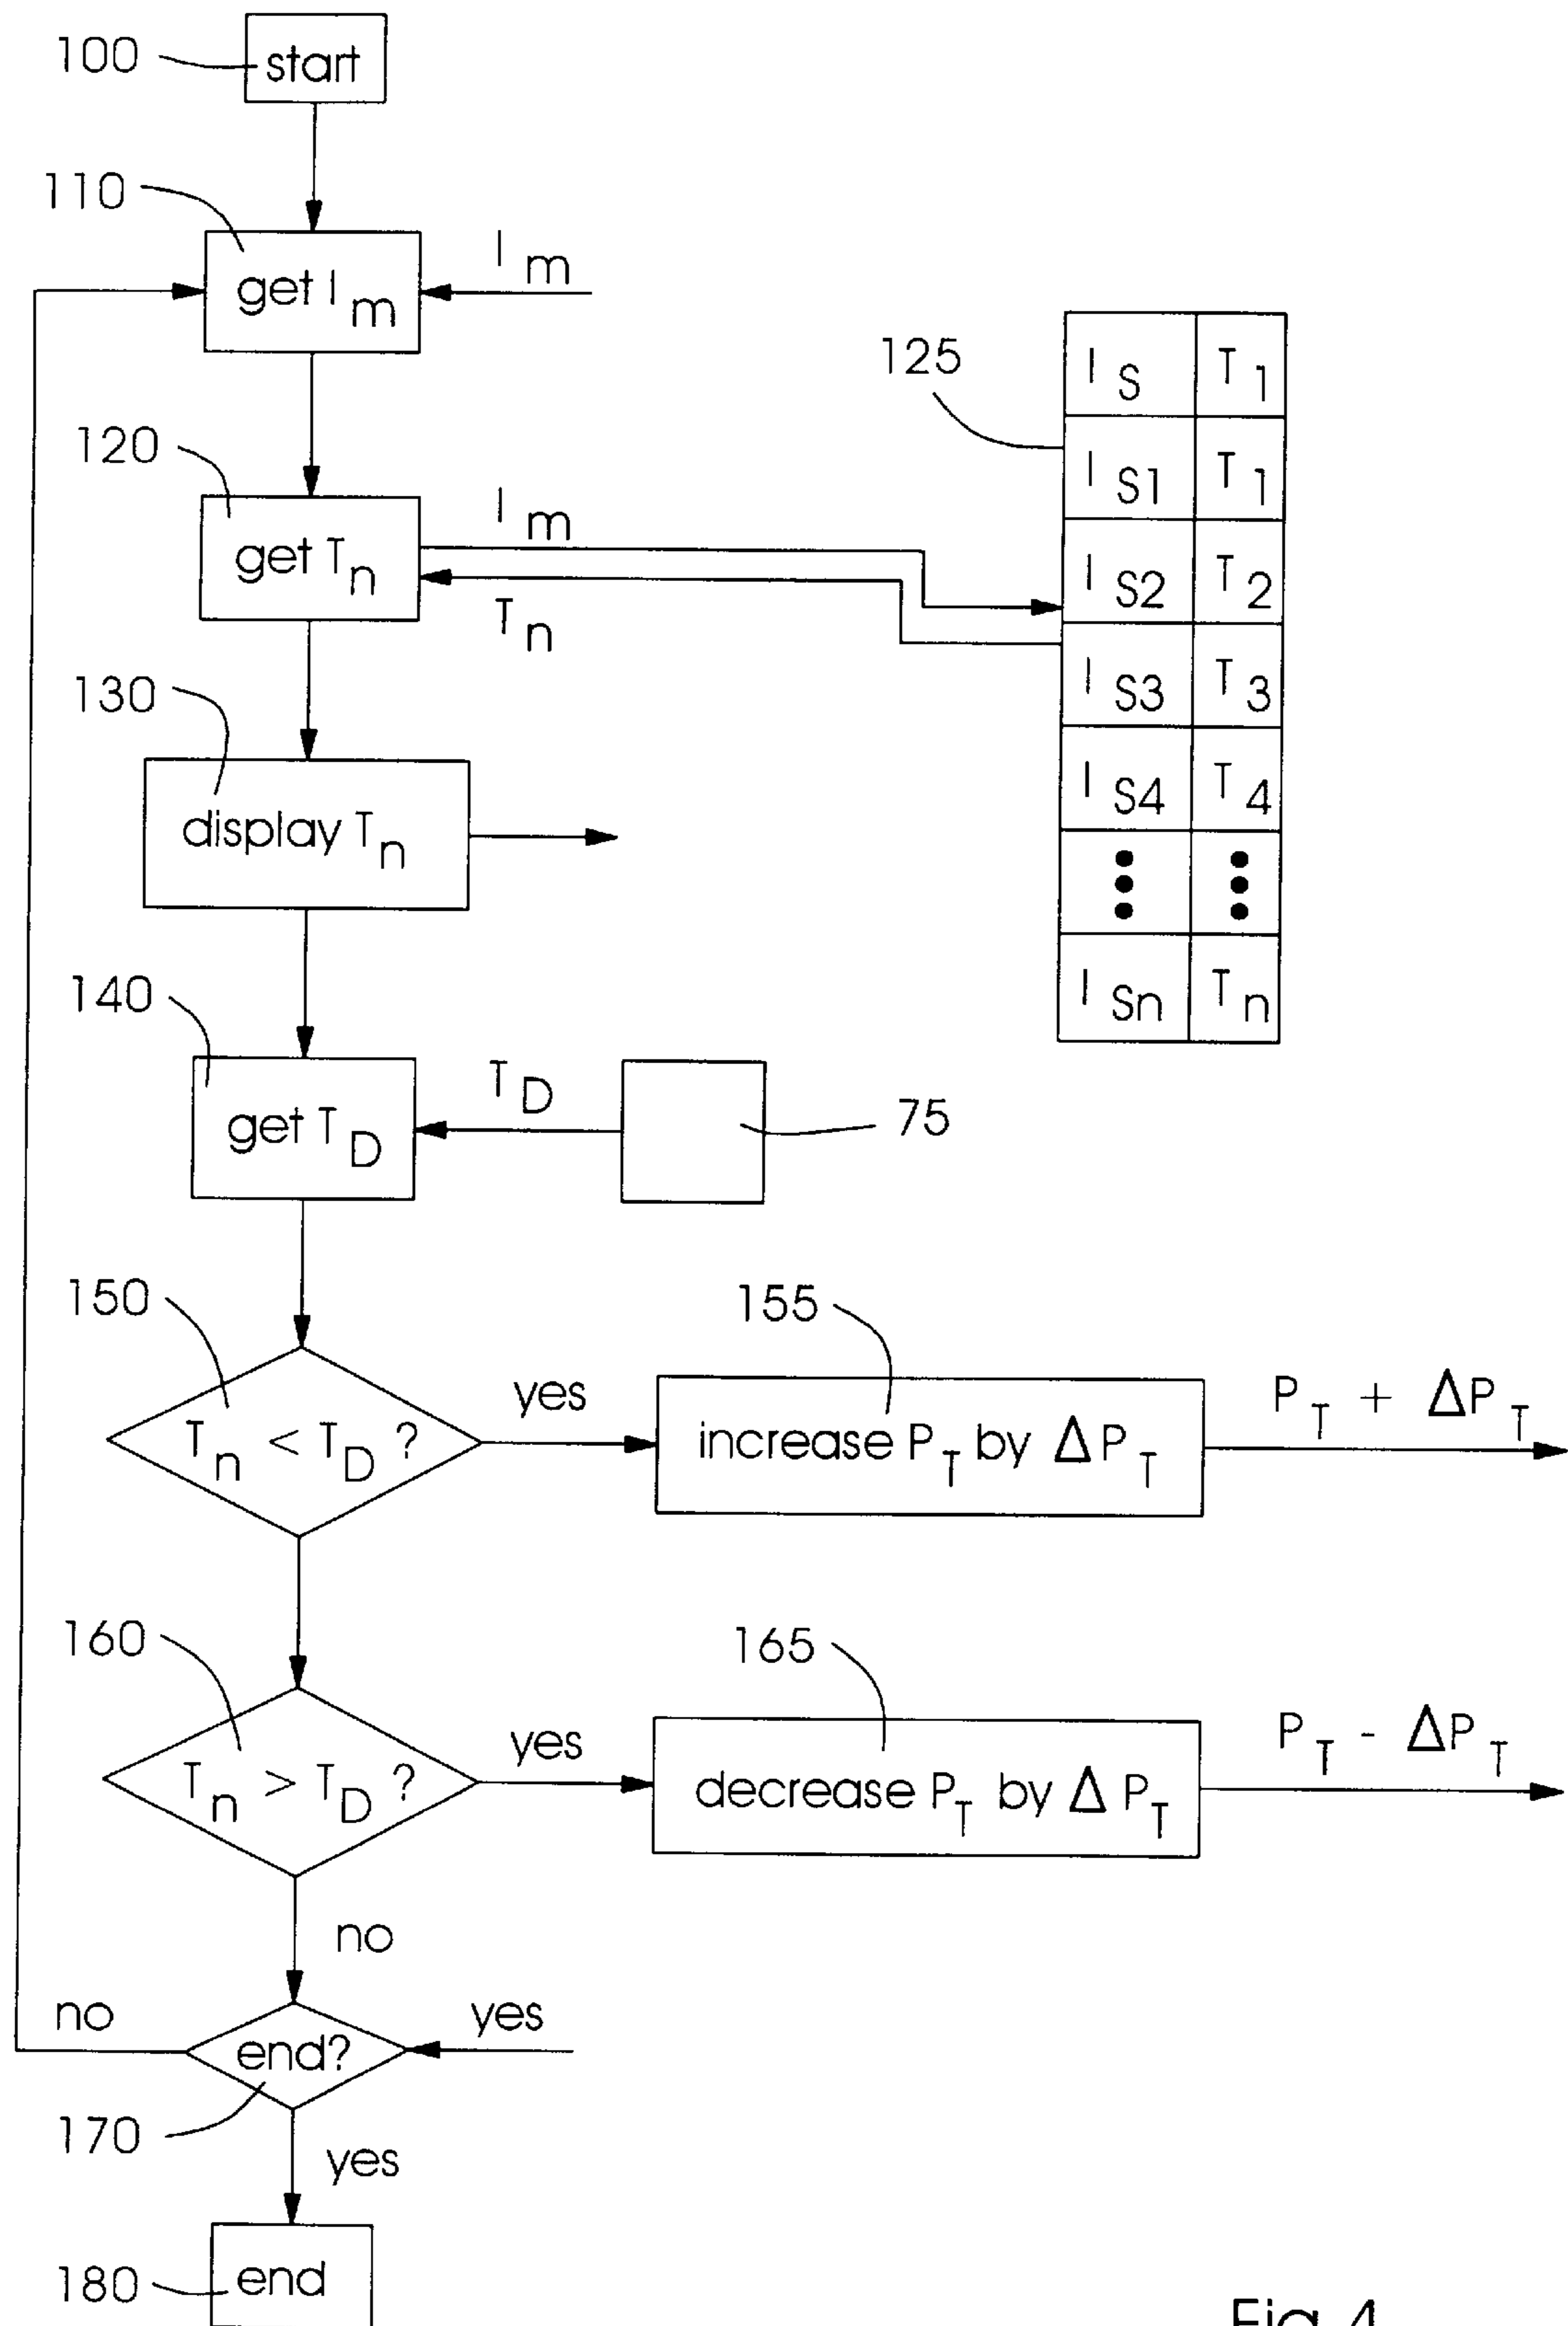 100
start
110
get I m
I m
125
I S T 1
I S1 T 1
I S2 T 2
I S3 T 3
I S4 T 4
I Sn T n
120
get T n
I m
T n
130
display T n
140
get T D
T D
75
150
T n < T D ?
yes
155
increase P T by Δ P T
P T + ΔP T
160
T n > T D ?
yes
165
decrease P T by Δ P T
P T - ΔP T
no
no
end?
yes
170
yes
180
end
Fig. 4